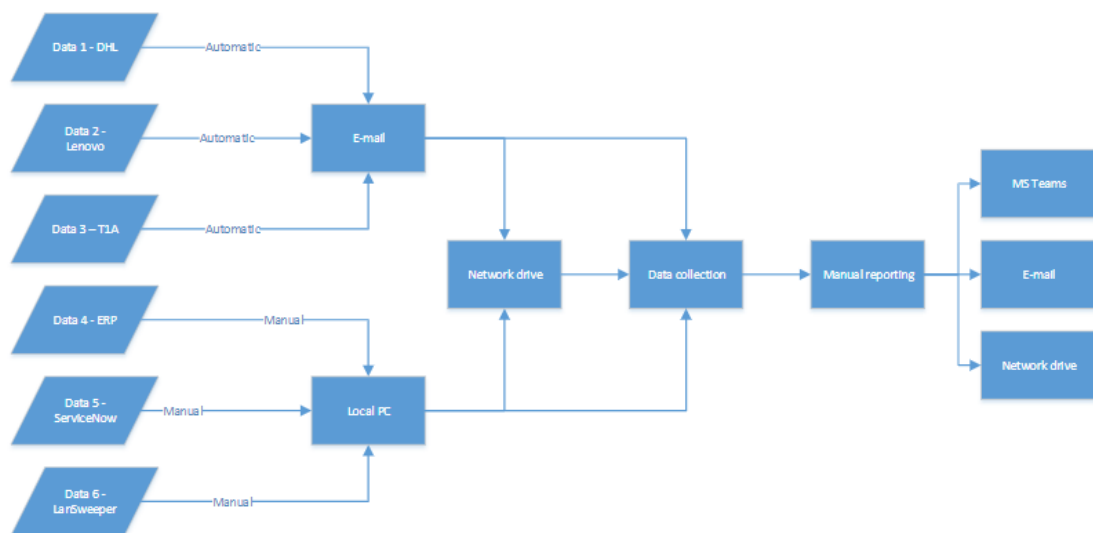 Data 1 - DHL
Automatic
Data 2 -
Lenovo
Automatic
E-mail
Data 3 – T1A
Automatic
MS Teams
Network drive
Data collection
Manual reporting
E-mail
Data 4 - ERP
Manual
Network drive
Data 5 -
ServiceNow
Manual
Local PC
Data 6 -
LanSweeper
Manual